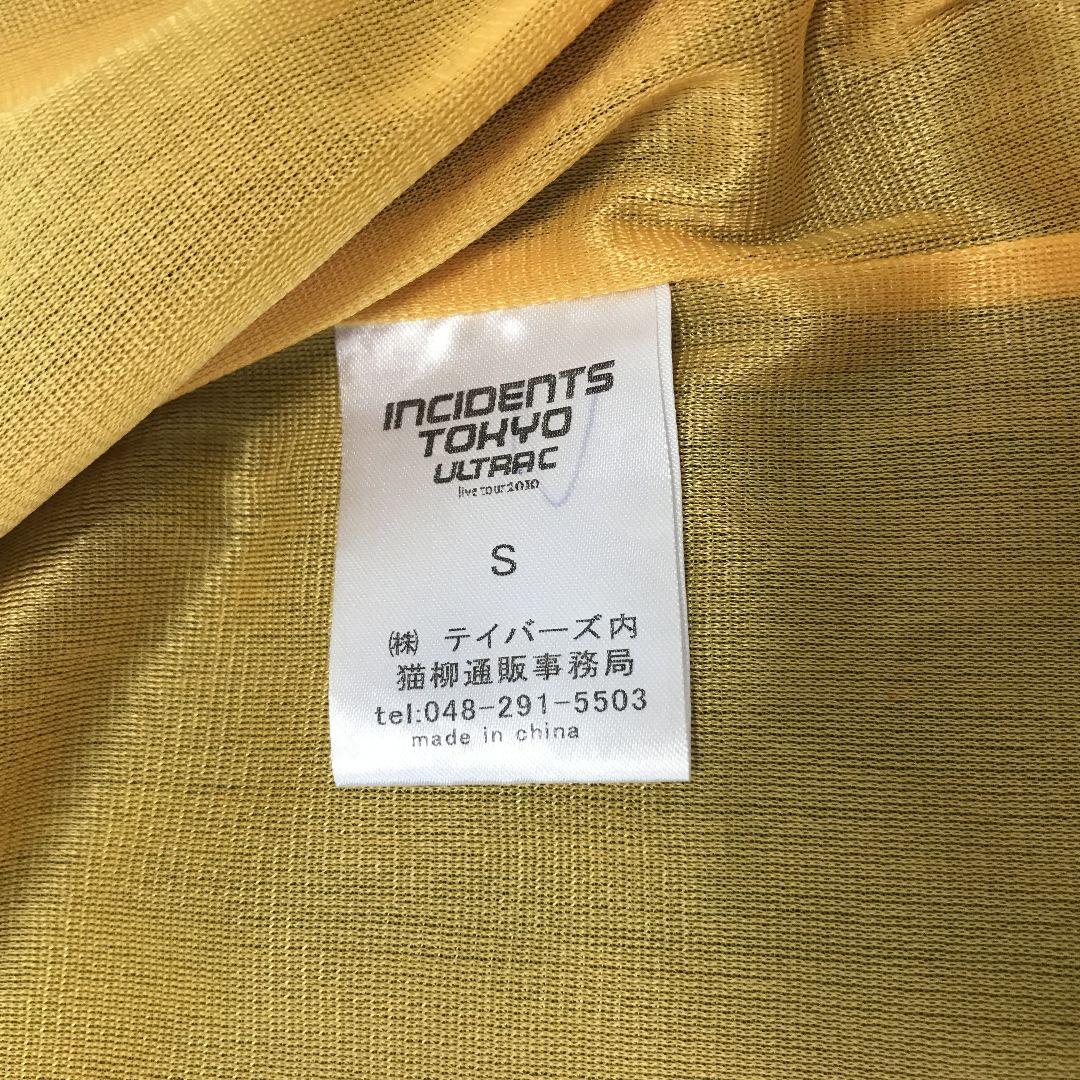 INCIDENTS
TOKYO
ULTRA C
live tour 2010
S
㈱ テイバーズ内
猫柳通販事務局
tel:048-291-5503
made in china